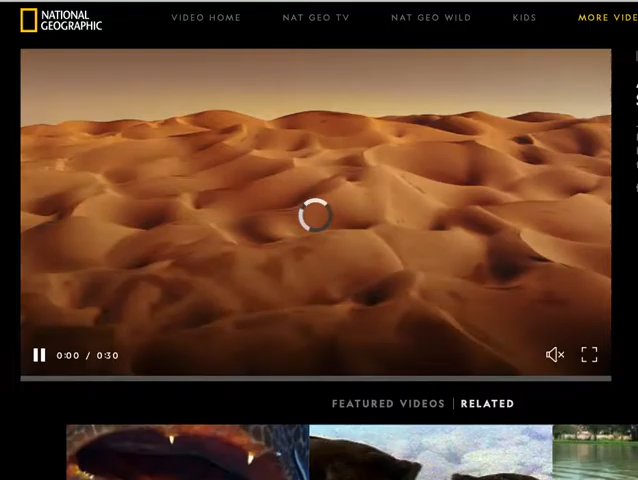 NATIONAL
GEOGRAPHIC
VIDEO HOME NAT GEO TV NAT GEO WILD KIDS MORE VIDE
0:00 / 0:30
FEATURED VIDEOS | RELATED